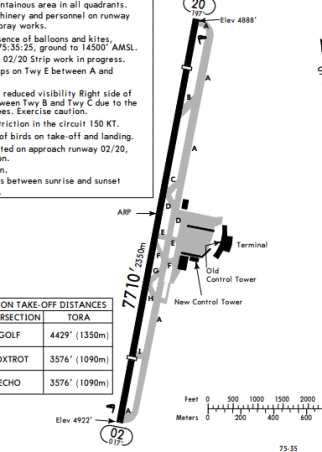 untainous area in all quadrants.
hinery and personnel on runway
oray works.
sence of balloons and kites,
75:35:25, ground to 14500' AMSL.
02/20 Strip work in progress.
ps on Twy E between A and
reduced visibility Right side of
ween Twy B and Twy C due to the
ees. Exercise caution.
triction in the circuit 150 KT.
of birds on take-off and landing.
ted on approach runway 02/20,
on.
n.
s between sunrise and sunset
20
197°
Elev 4888'
A
B
A
C
D
ARP
D
E
E
F
F
G
H
A
Terminal
Old
Control Tower
New Control Tower
7710' 2350m
ON TAKE-OFF DISTANCES
RSECTION TORA
GOLF 4429' (1350m)
OXTROT 3576' (1090m)
ECHO 3576' (1090m)
I
A
Elev 4922'
02
017°
Feet 0 500 1000 1500 2000
Meters 0 200 400 600
75-35